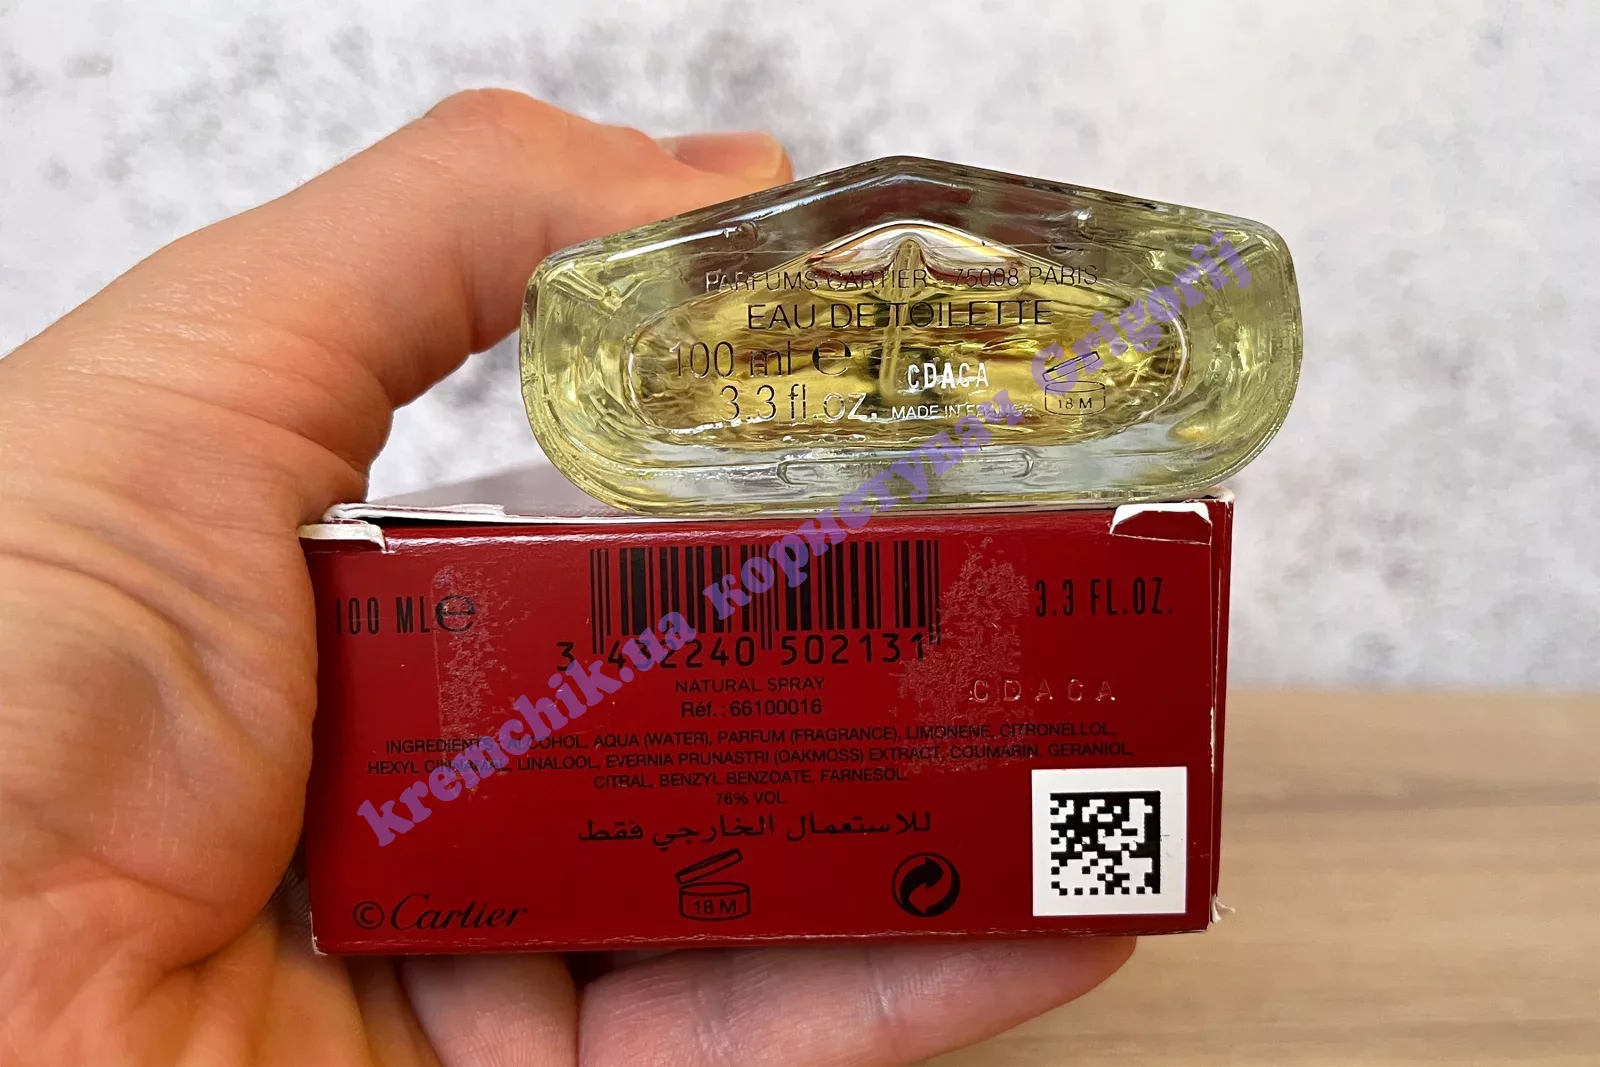 PARFUMS CARTIER - 75008 PARIS
EAU DE TOILETTE
100 ml e
3.3 fl.oz.
CDACA
MADE IN FRANCE
18 M
100 ML e
3.3 FL.OZ.
3 432240 502131
NATURAL SPRAY
Réf.: 66100016
CDACA
INGREDIENTS: ALCOHOL, AQUA (WATER), PARFUM (FRAGRANCE), LIMONENE, CITRONELLOL,
HEXYL CINNAMAL, LINALOOL, EVERNIA PRUNASTRI (OAKMOSS) EXTRACT, COUMARIN, GERANIOL,
CITRAL, BENZYL BENZOATE, FARNESOL.
76% VOL.
للاستعمال الخارجي فقط
18 M
© Cartier
kremchik.ua користувач Grigorij